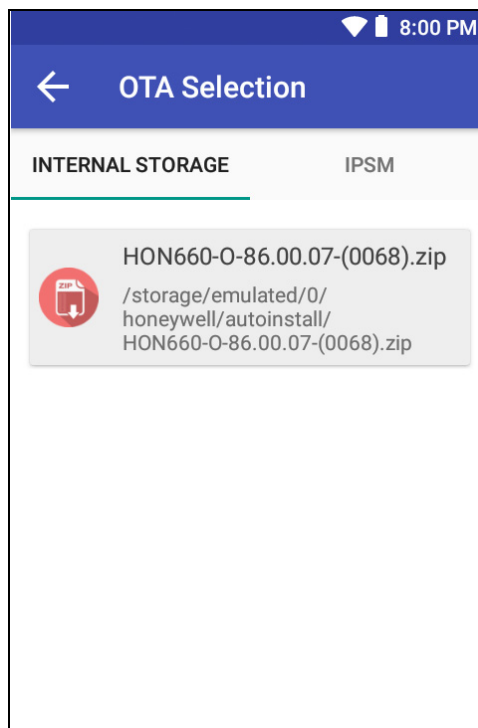 8:00 PM
OTA Selection
INTERNAL STORAGE IPSM
HON660-O-86.00.07-(0068).zip
ZIP
/storage/emulated/0/
honeywell/autoinstall/
HON660-O-86.00.07-(0068).zip